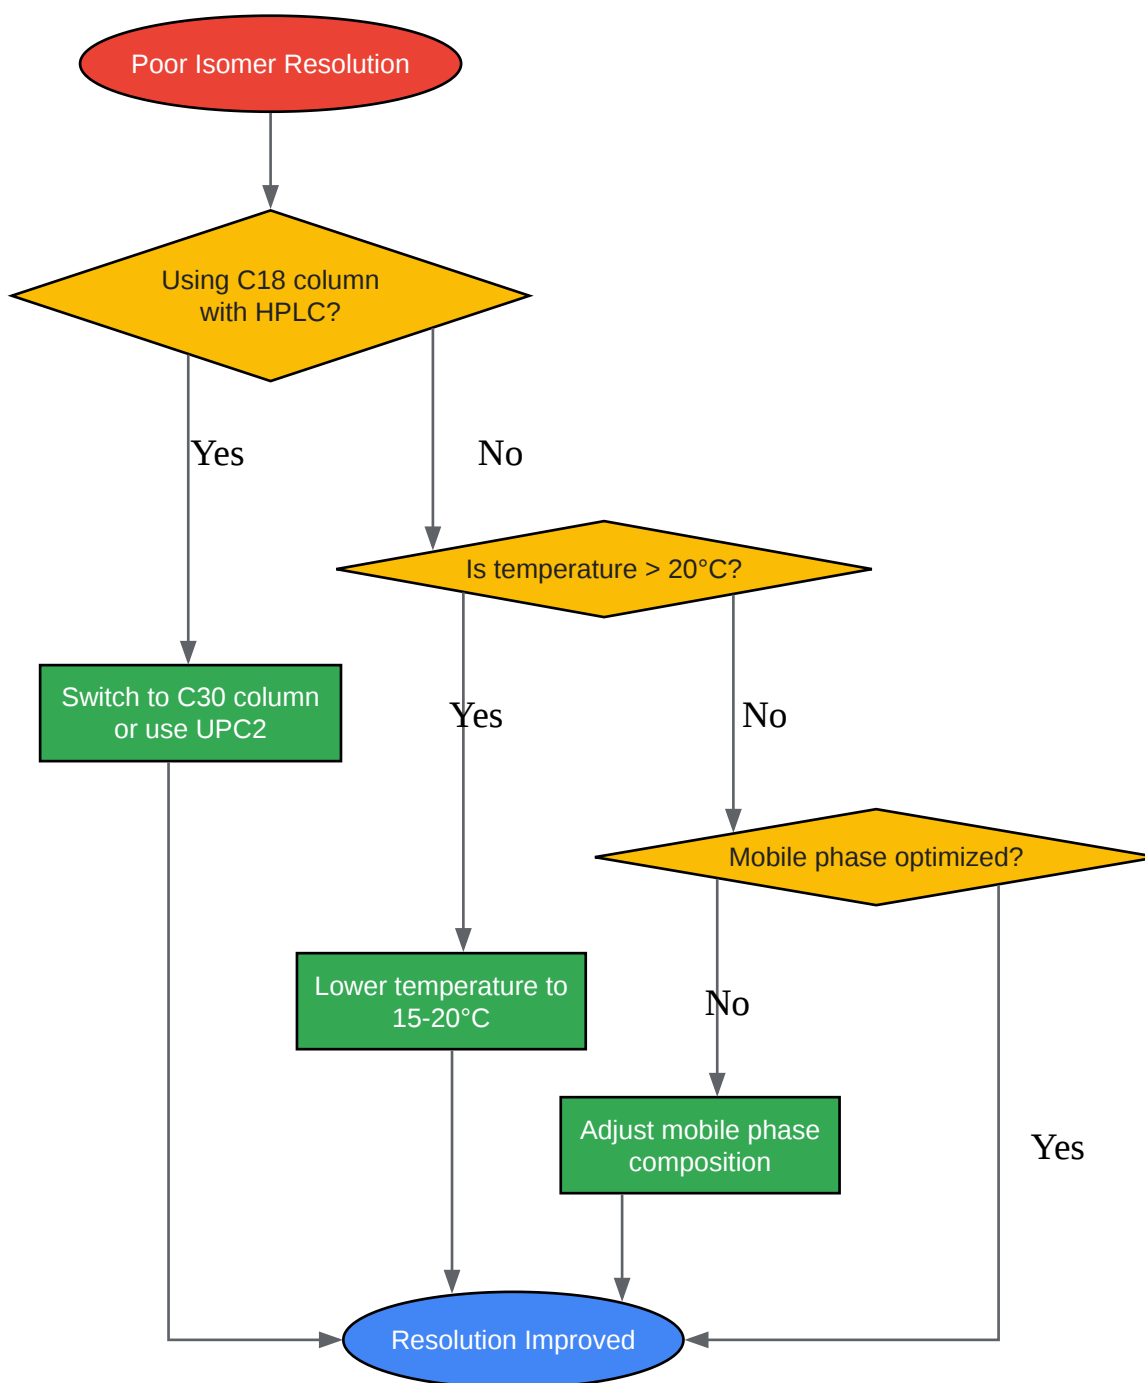 Poor Isomer Resolution
Using C18 column
with HPLC?
Yes
No
Is temperature > 20°C?
Switch to C30 column
or use UPC2
Yes
No
Mobile phase optimized?
Lower temperature to
15-20°C
No
Adjust mobile phase
composition
Yes
Resolution Improved